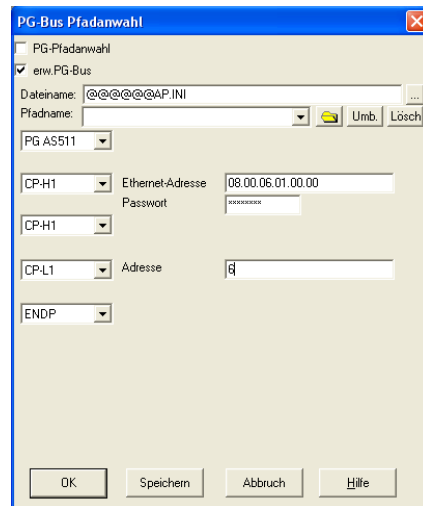 PG-Bus Pfadanwahl
PG-Pfadanwahl
erw.PG-Bus
Dateiname: @@@@@@AP.INI ...
Pfadname: Umb. Lösch
PG AS511
CP-H1 Ethernet-Adresse 08.00.06.01.00.00
Passwort xxxxxxxx
CP-H1
CP-L1 Adresse 6
ENDP
OK Speichern Abbruch Hilfe